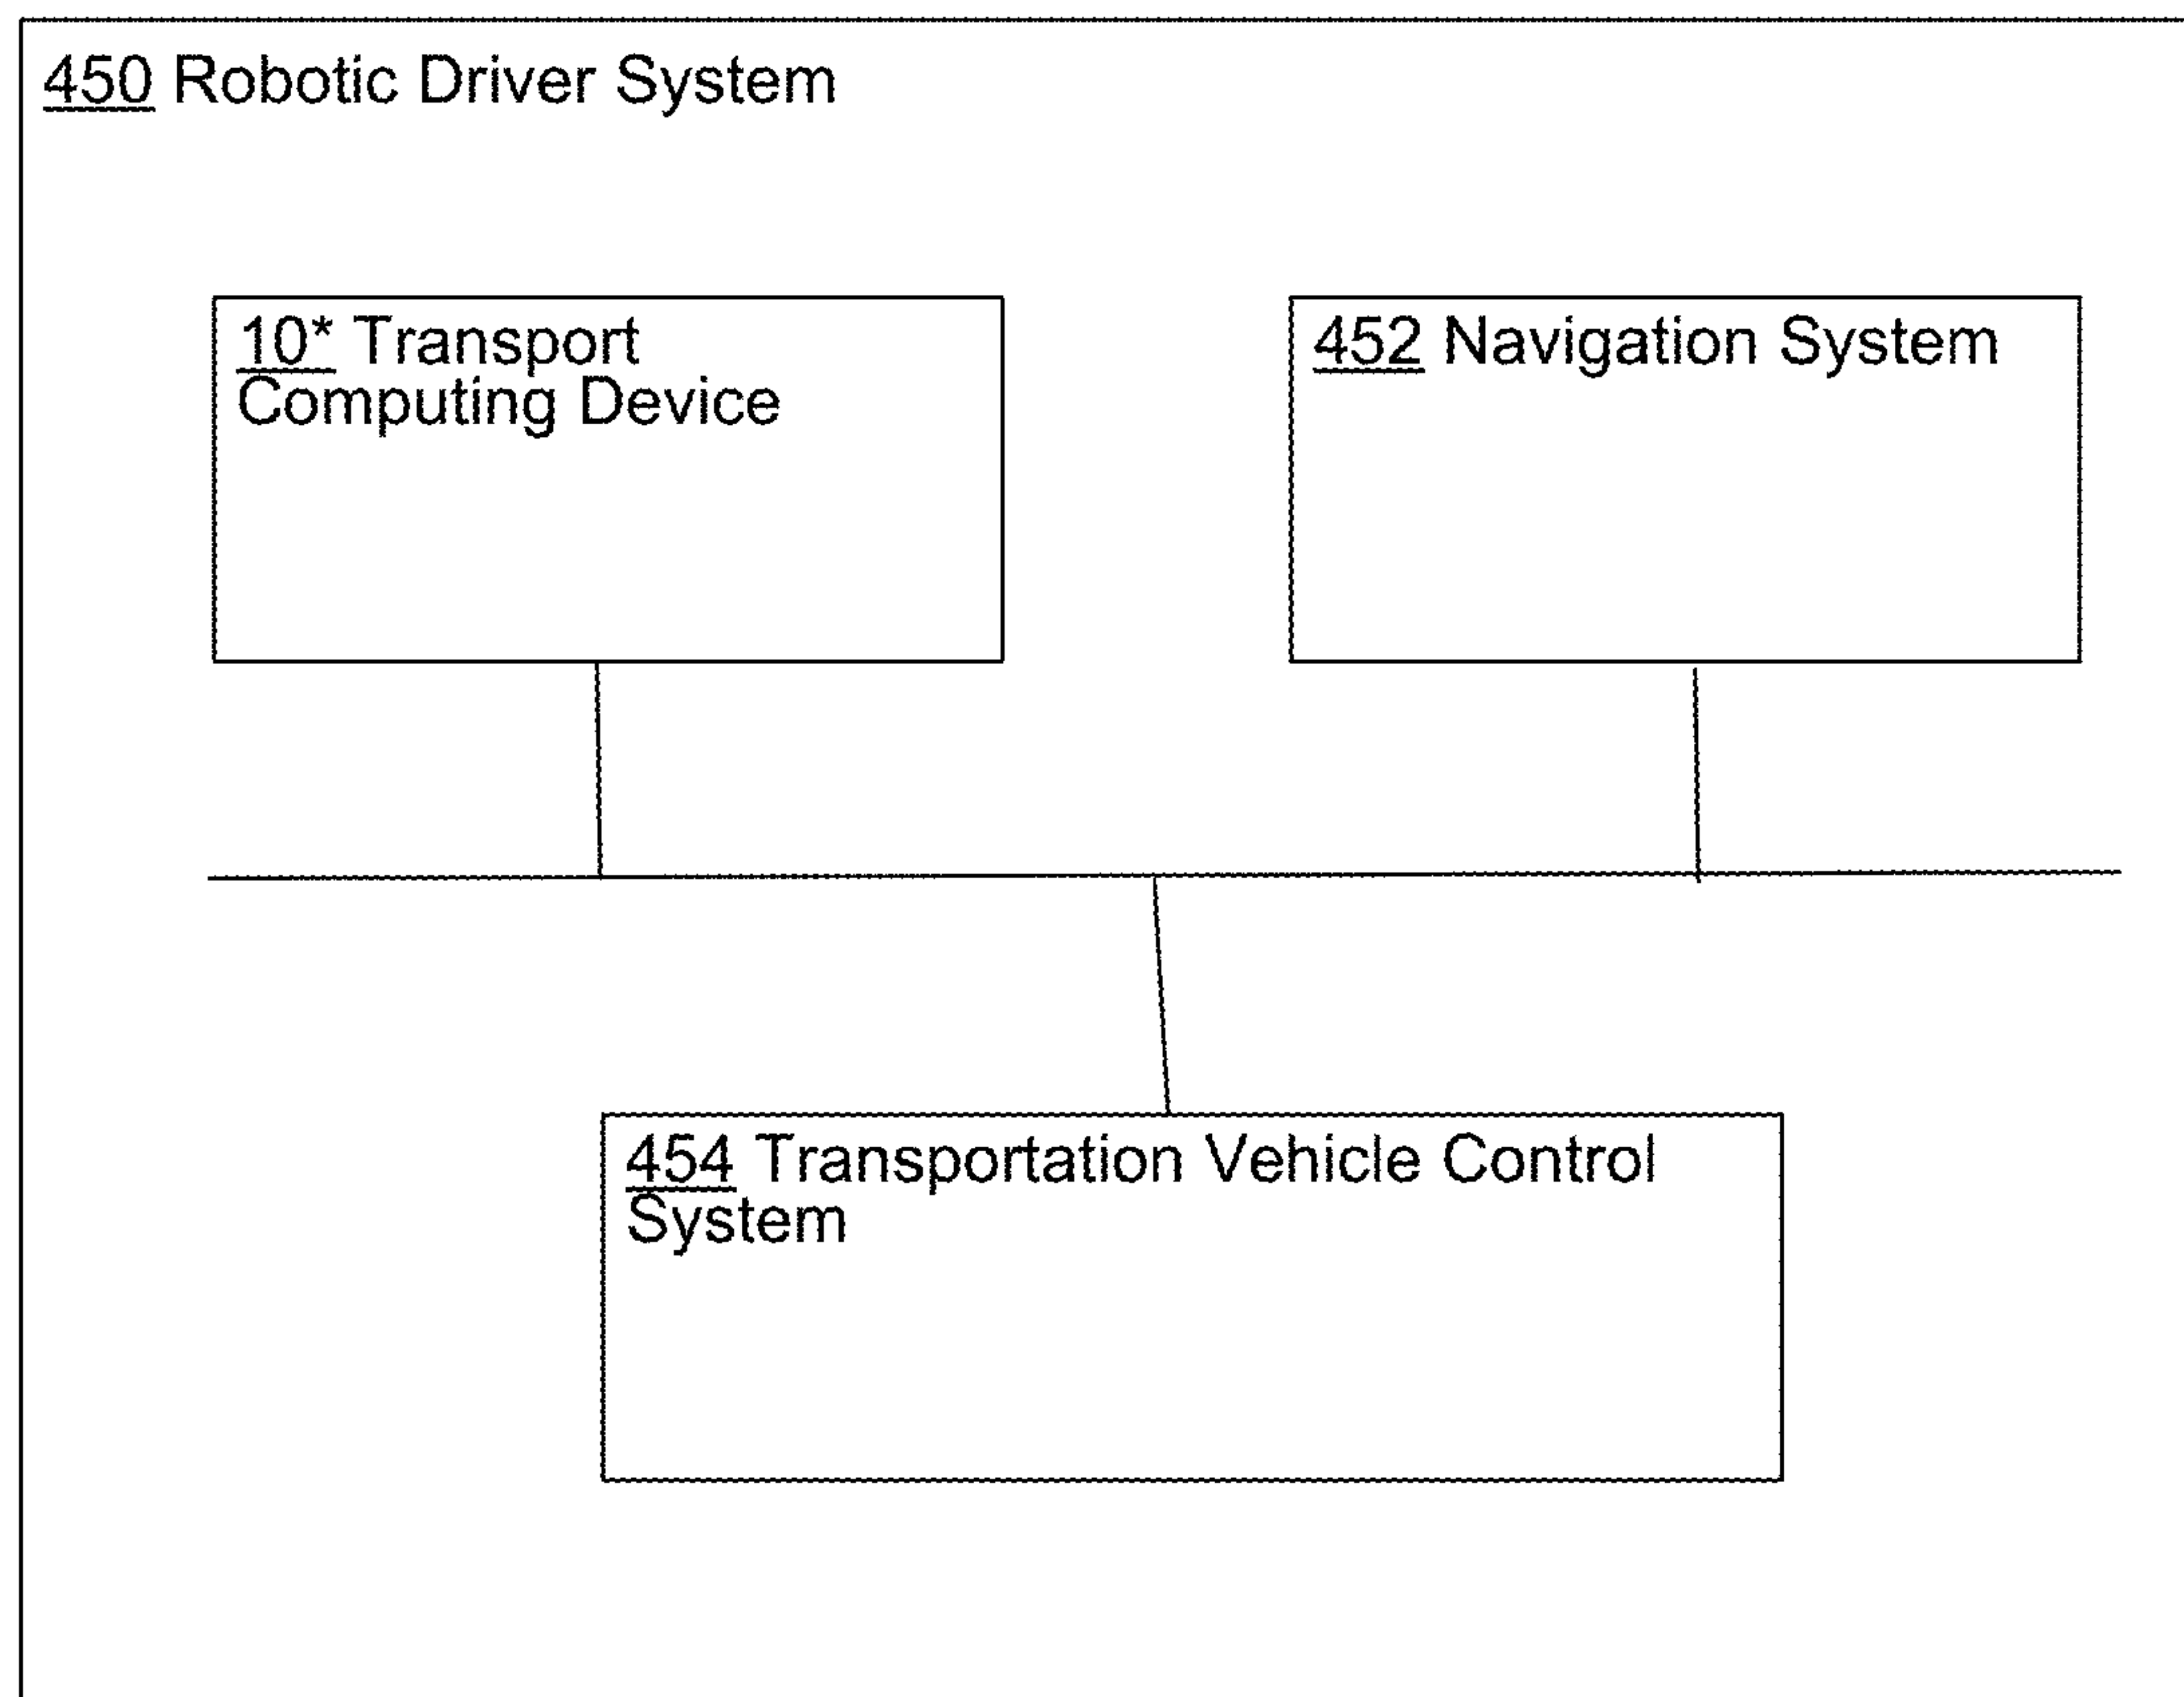 450 Robotic Driver System
10* Transport
Computing Device
452 Navigation System
454 Transportation Vehicle Control
System